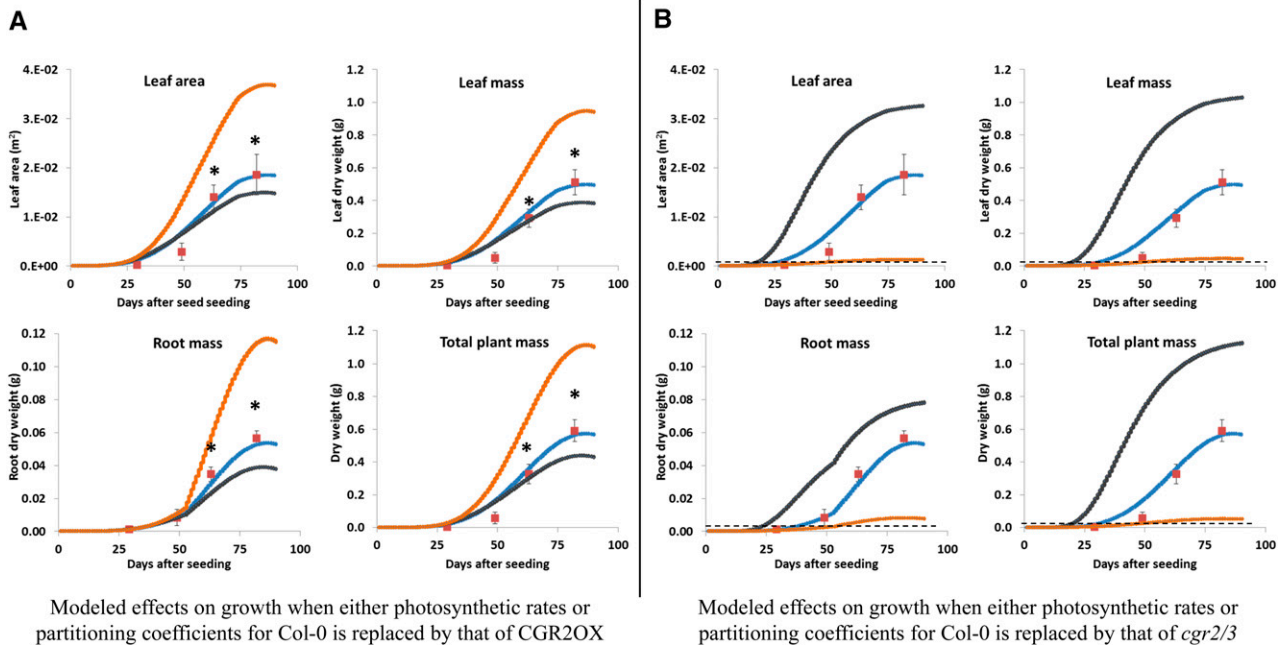 A
Leaf area
Leaf area (m²)
4.E-02
3.E-02
2.E-02
1.E-02
0.E+00
0 25 50 75 100
Days after seed seeding
*
*
Leaf mass
Leaf dry weight (g)
1.2
1.0
0.8
0.6
0.4
0.2
0.0
0 25 50 75 100
Days after seeding
*
*
Root mass
Root dry weight (g)
0.12
0.10
0.08
0.06
0.04
0.02
0.00
0 25 50 75 100
Days after seeding
*
*
Total plant mass
Dry weight (g)
1.2
1.0
0.8
0.6
0.4
0.2
0.0
0 25 50 75 100
Days after seeding
*
*
Modeled effects on growth when either photosynthetic rates or
partitioning coefficients for Col-0 is replaced by that of CGR2OX
B
Leaf area
Leaf area (m²)
4.E-02
3.E-02
2.E-02
1.E-02
0.E+00
0 25 50 75 100
Days after seed seeding
Leaf mass
Leaf dry weight (g)
1.2
1.0
0.8
0.6
0.4
0.2
0.0
0 25 50 75 100
Days after seeding
Root mass
Root dry weight (g)
0.12
0.10
0.08
0.06
0.04
0.02
0.00
0 25 50 75 100
Days after seeding
Total plant mass
Dry weight (g)
1.2
1.0
0.8
0.6
0.4
0.2
0.0
0 25 50 75 100
Days after seeding
Modeled effects on growth when either photosynthetic rates or
partitioning coefficients for Col-0 is replaced by that of cgr2/3